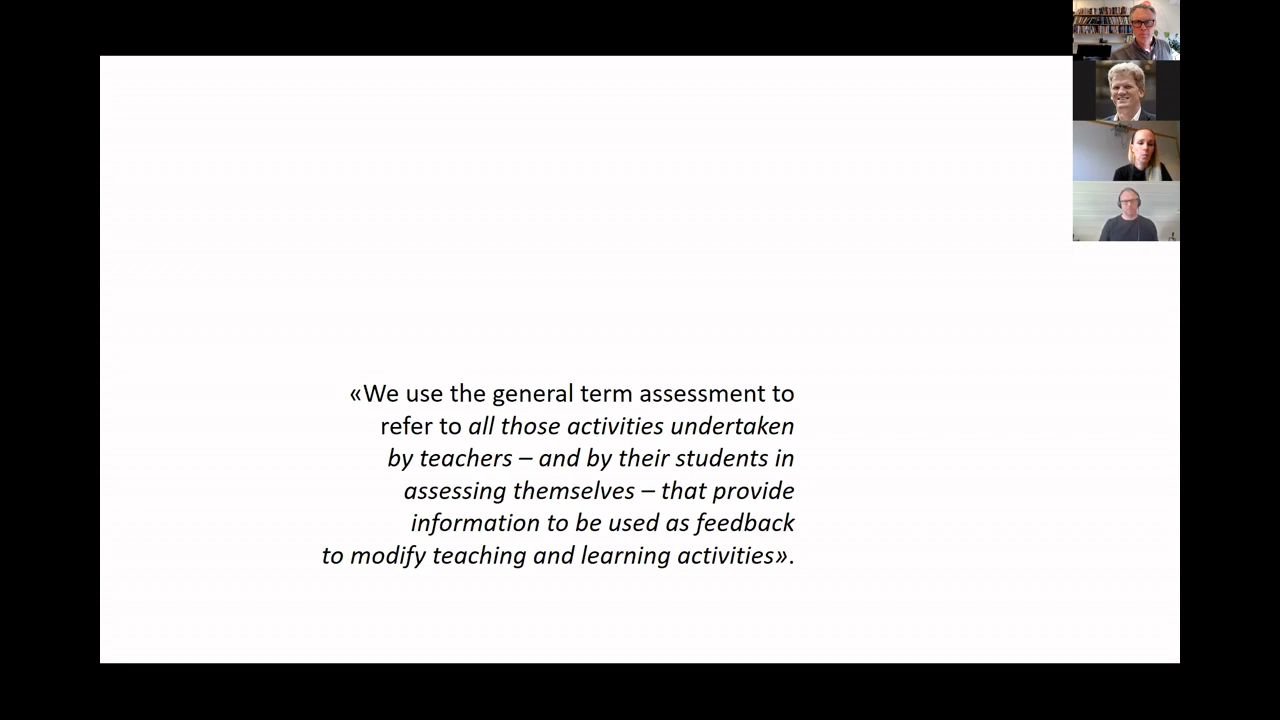 «We use the general term assessment to
refer to all those activities undertaken
by teachers – and by their students in
assessing themselves – that provide
information to be used as feedback
to modify teaching and learning activities».